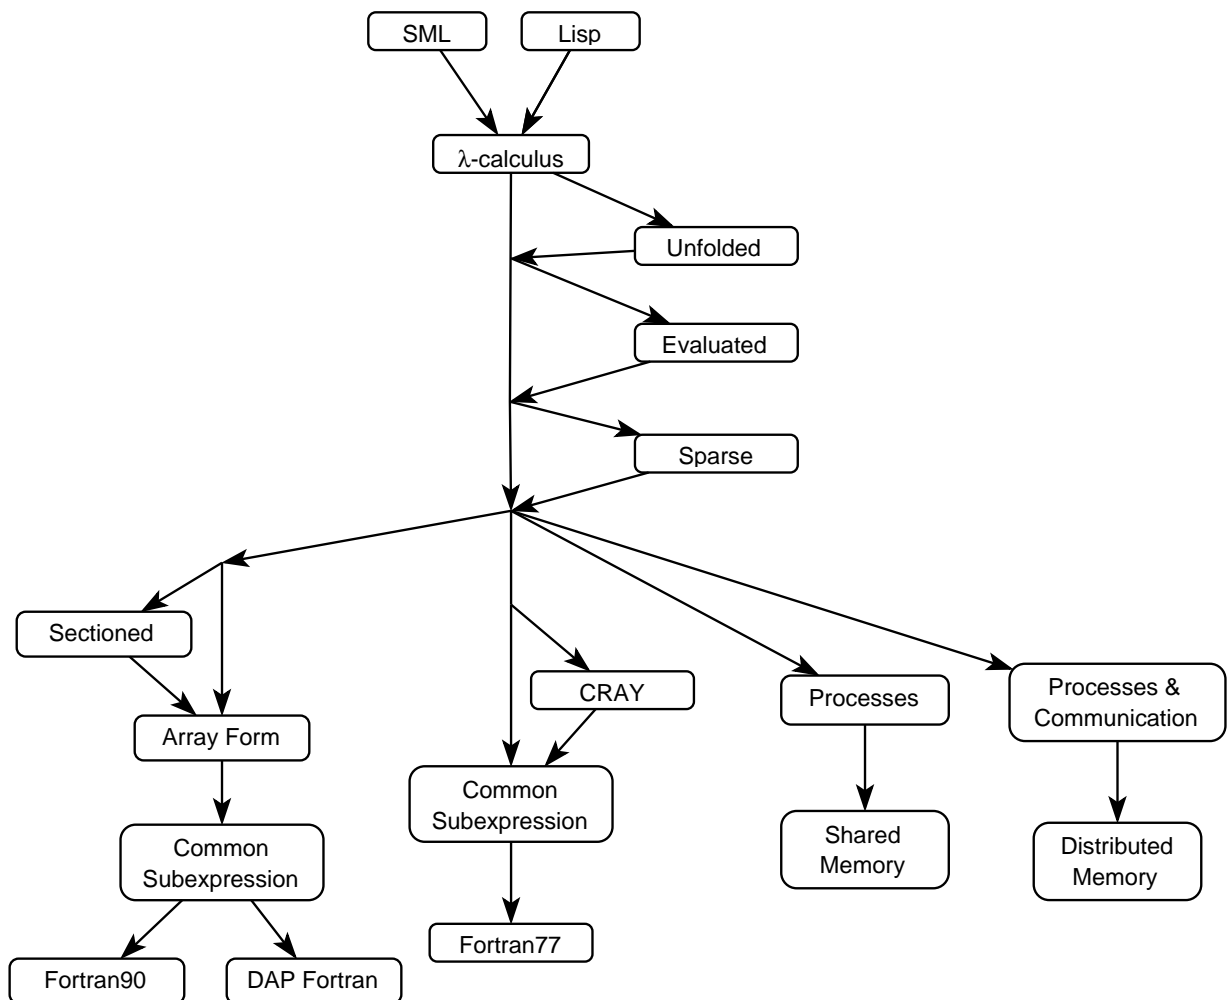 SML
Lisp
λ-calculus
Unfolded
Evaluated
Sparse
Sectioned
CRAY
Processes
Processes &
Communication
Array Form
Common
Subexpression
Shared
Memory
Distributed
Memory
Common
Subexpression
Fortran77
Fortran90
DAP Fortran